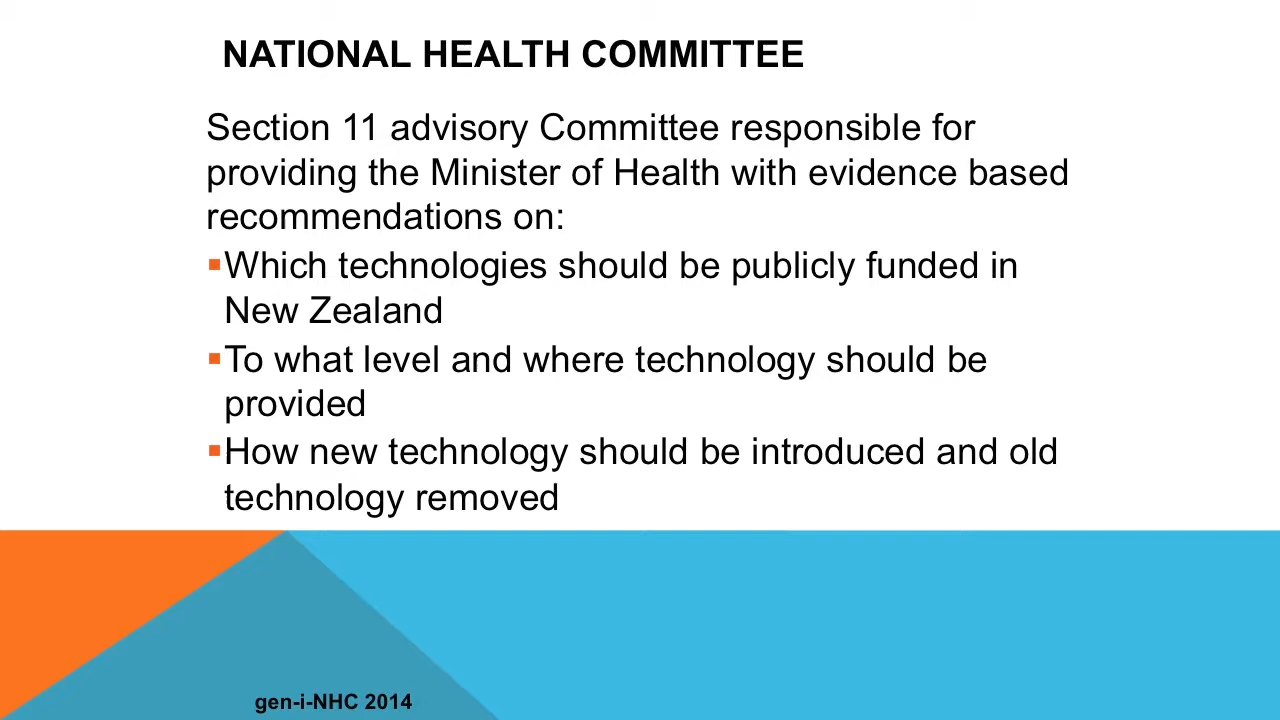 NATIONAL HEALTH COMMITTEE
Section 11 advisory Committee responsible for
providing the Minister of Health with evidence based
recommendations on:
▪Which technologies should be publicly funded in
New Zealand
▪To what level and where technology should be
provided
▪How new technology should be introduced and old
technology removed
gen-i-NHC 2014